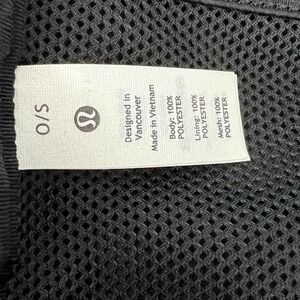 O/S
Designed in
Vancouver
Made in Vietnam
Body: 100%
POLYESTER
Lining: 100%
POLYESTER
Mesh: 100%
POLYESTER